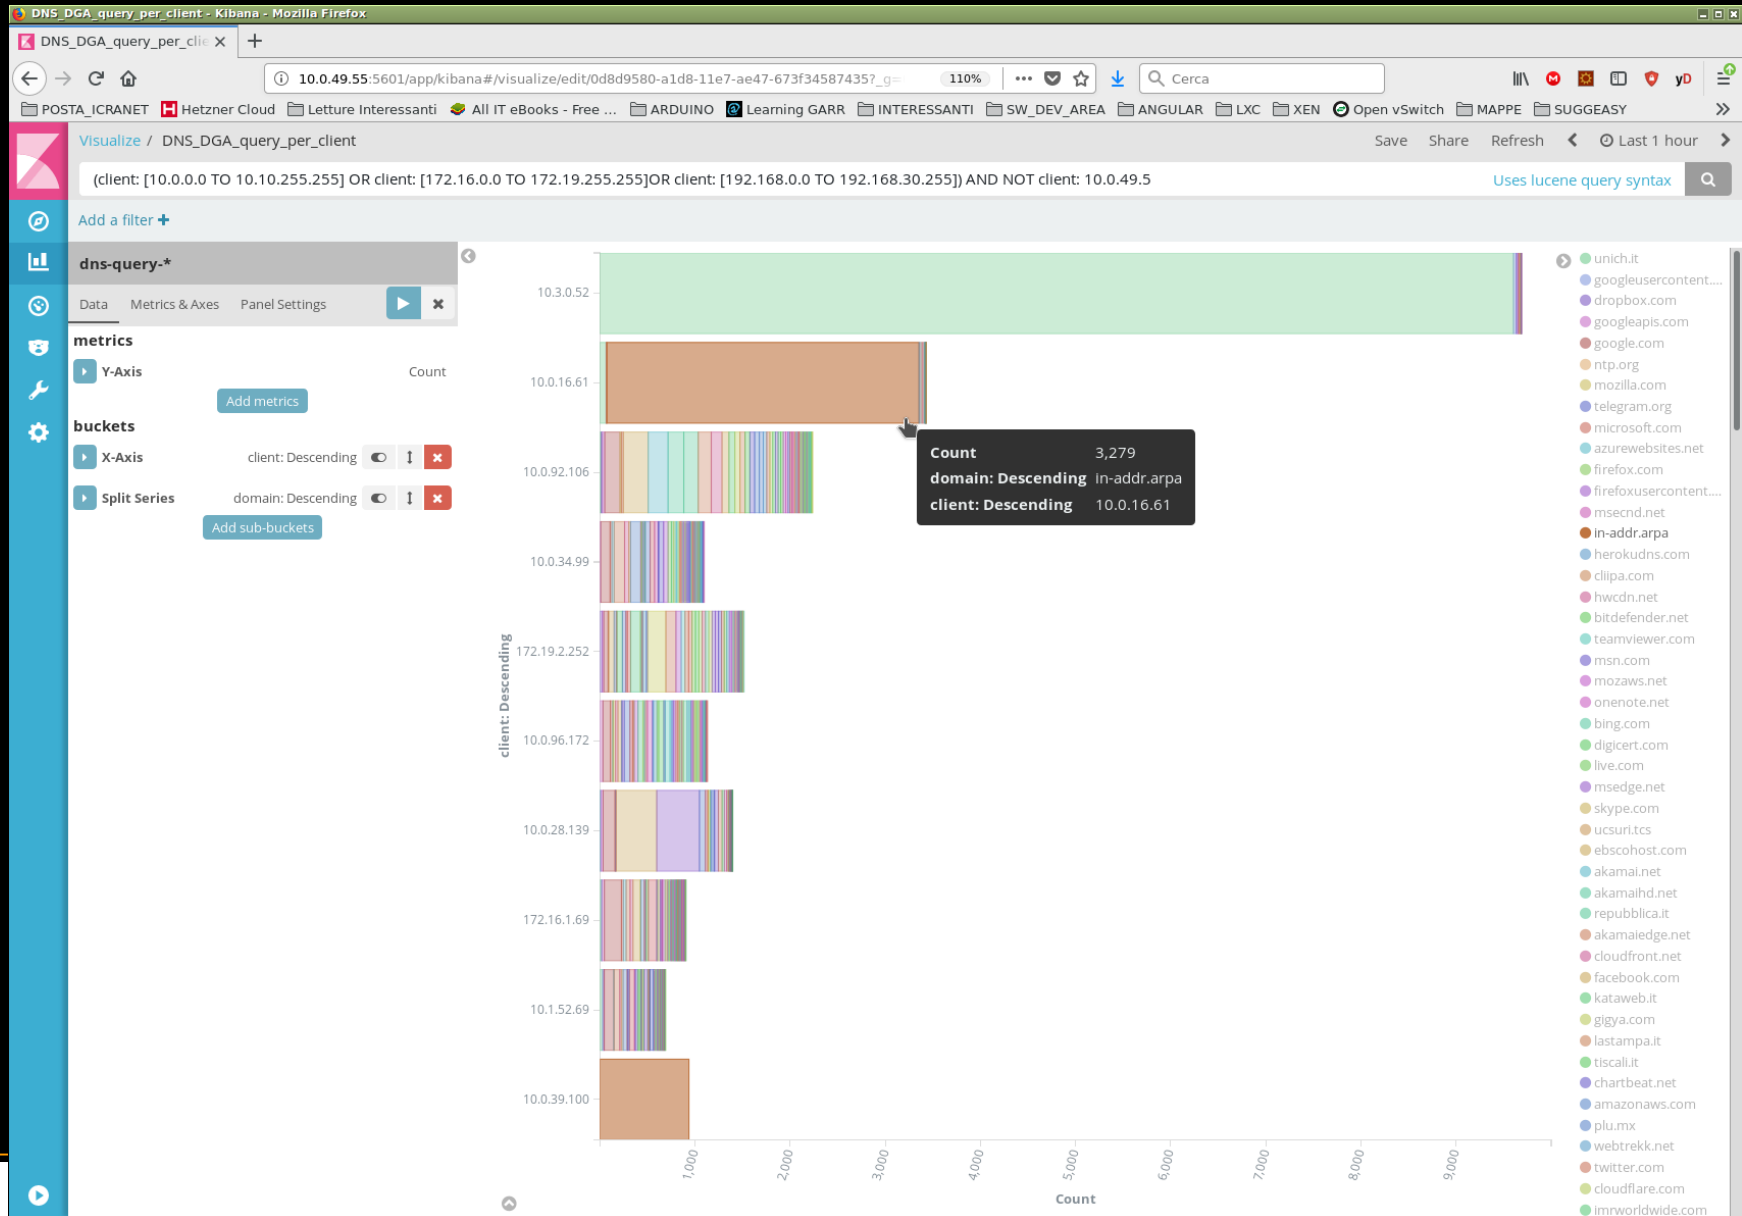 DNS_DGA_query_per_client - Kibana - Mozilla Firefox
DNS_DGA_query_per_clie
10.0.49.55:5601/app/kibana#/visualize/edit/0d8d9580-a1d8-11e7-ae47-673f34587435?_g=
110%
Cerca
yD
POSTA_ICRANET
Hetzner Cloud
Letture Interessanti
All IT eBooks - Free ...
ARDUINO
Learning GARR
INTERESSANTI
SW_DEV_AREA
ANGULAR
LXC
XEN
Open vSwitch
MAPPE
SUGGEASY
Visualize / DNS_DGA_query_per_client
Save
Share
Refresh
Last 1 hour
(client: [10.0.0.0 TO 10.10.255.255] OR client: [172.16.0.0 TO 172.19.255.255]OR client: [192.168.0.0 TO 192.168.30.255]) AND NOT client: 10.0.49.5
Uses lucene query syntax
Add a filter +
dns-query-*
Data
Metrics & Axes
Panel Settings
metrics
Y-Axis
Count
Add metrics
buckets
X-Axis
client: Descending
Split Series
domain: Descending
Add sub-buckets
client: Descending
10.3.0.52
10.0.16.61
10.0.92.106
10.0.34.99
172.19.2.252
10.0.96.172
10.0.28.139
172.16.1.69
10.1.52.69
10.0.39.100
Count 3,279
domain: Descending in-addr.arpa
client: Descending 10.0.16.61
1,000
2,000
3,000
4,000
5,000
6,000
7,000
8,000
9,000
Count
unich.it
googleusercontent....
dropbox.com
googleapis.com
google.com
ntp.org
mozilla.com
telegram.org
microsoft.com
azurewebsites.net
firefox.com
firefoxusercontent....
msecnd.net
in-addr.arpa
herokudns.com
cliipa.com
hwcdn.net
bitdefender.net
teamviewer.com
msn.com
mozaws.net
onenote.net
bing.com
digicert.com
live.com
msedge.net
skype.com
ucsuri.tcs
ebscohost.com
akamai.net
akamaihd.net
repubblica.it
akamaiedge.net
cloudfront.net
facebook.com
kataweb.it
gigya.com
lastampa.it
tiscali.it
chartbeat.net
amazonaws.com
plu.mx
webtrekk.net
twitter.com
cloudflare.com
imrworldwide.com